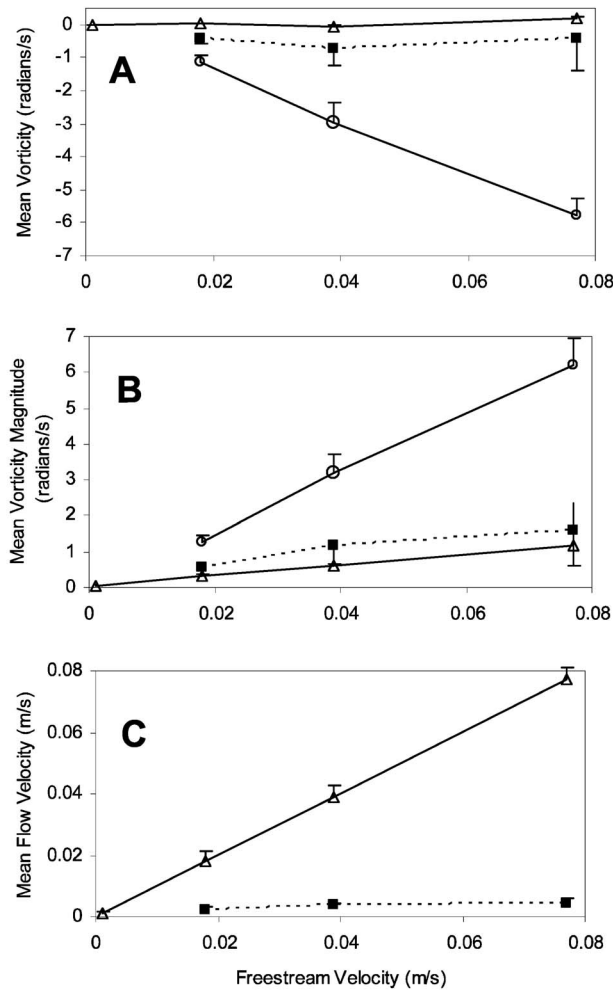 0
-1
-2
-3
-4
-5
-6
-7
A
Mean Vorticity (radians/s)
0 0.02 0.04 0.06 0.08
7
6
5
4
3
2
1
0
B
Mean Vorticity Magnitude
(radians/s)
0 0.02 0.04 0.06 0.08
0.08
0.06
0.04
0.02
0
C
Mean Flow Velocity (m/s)
0 0.02 0.04 0.06 0.08
Freestream Velocity (m/s)